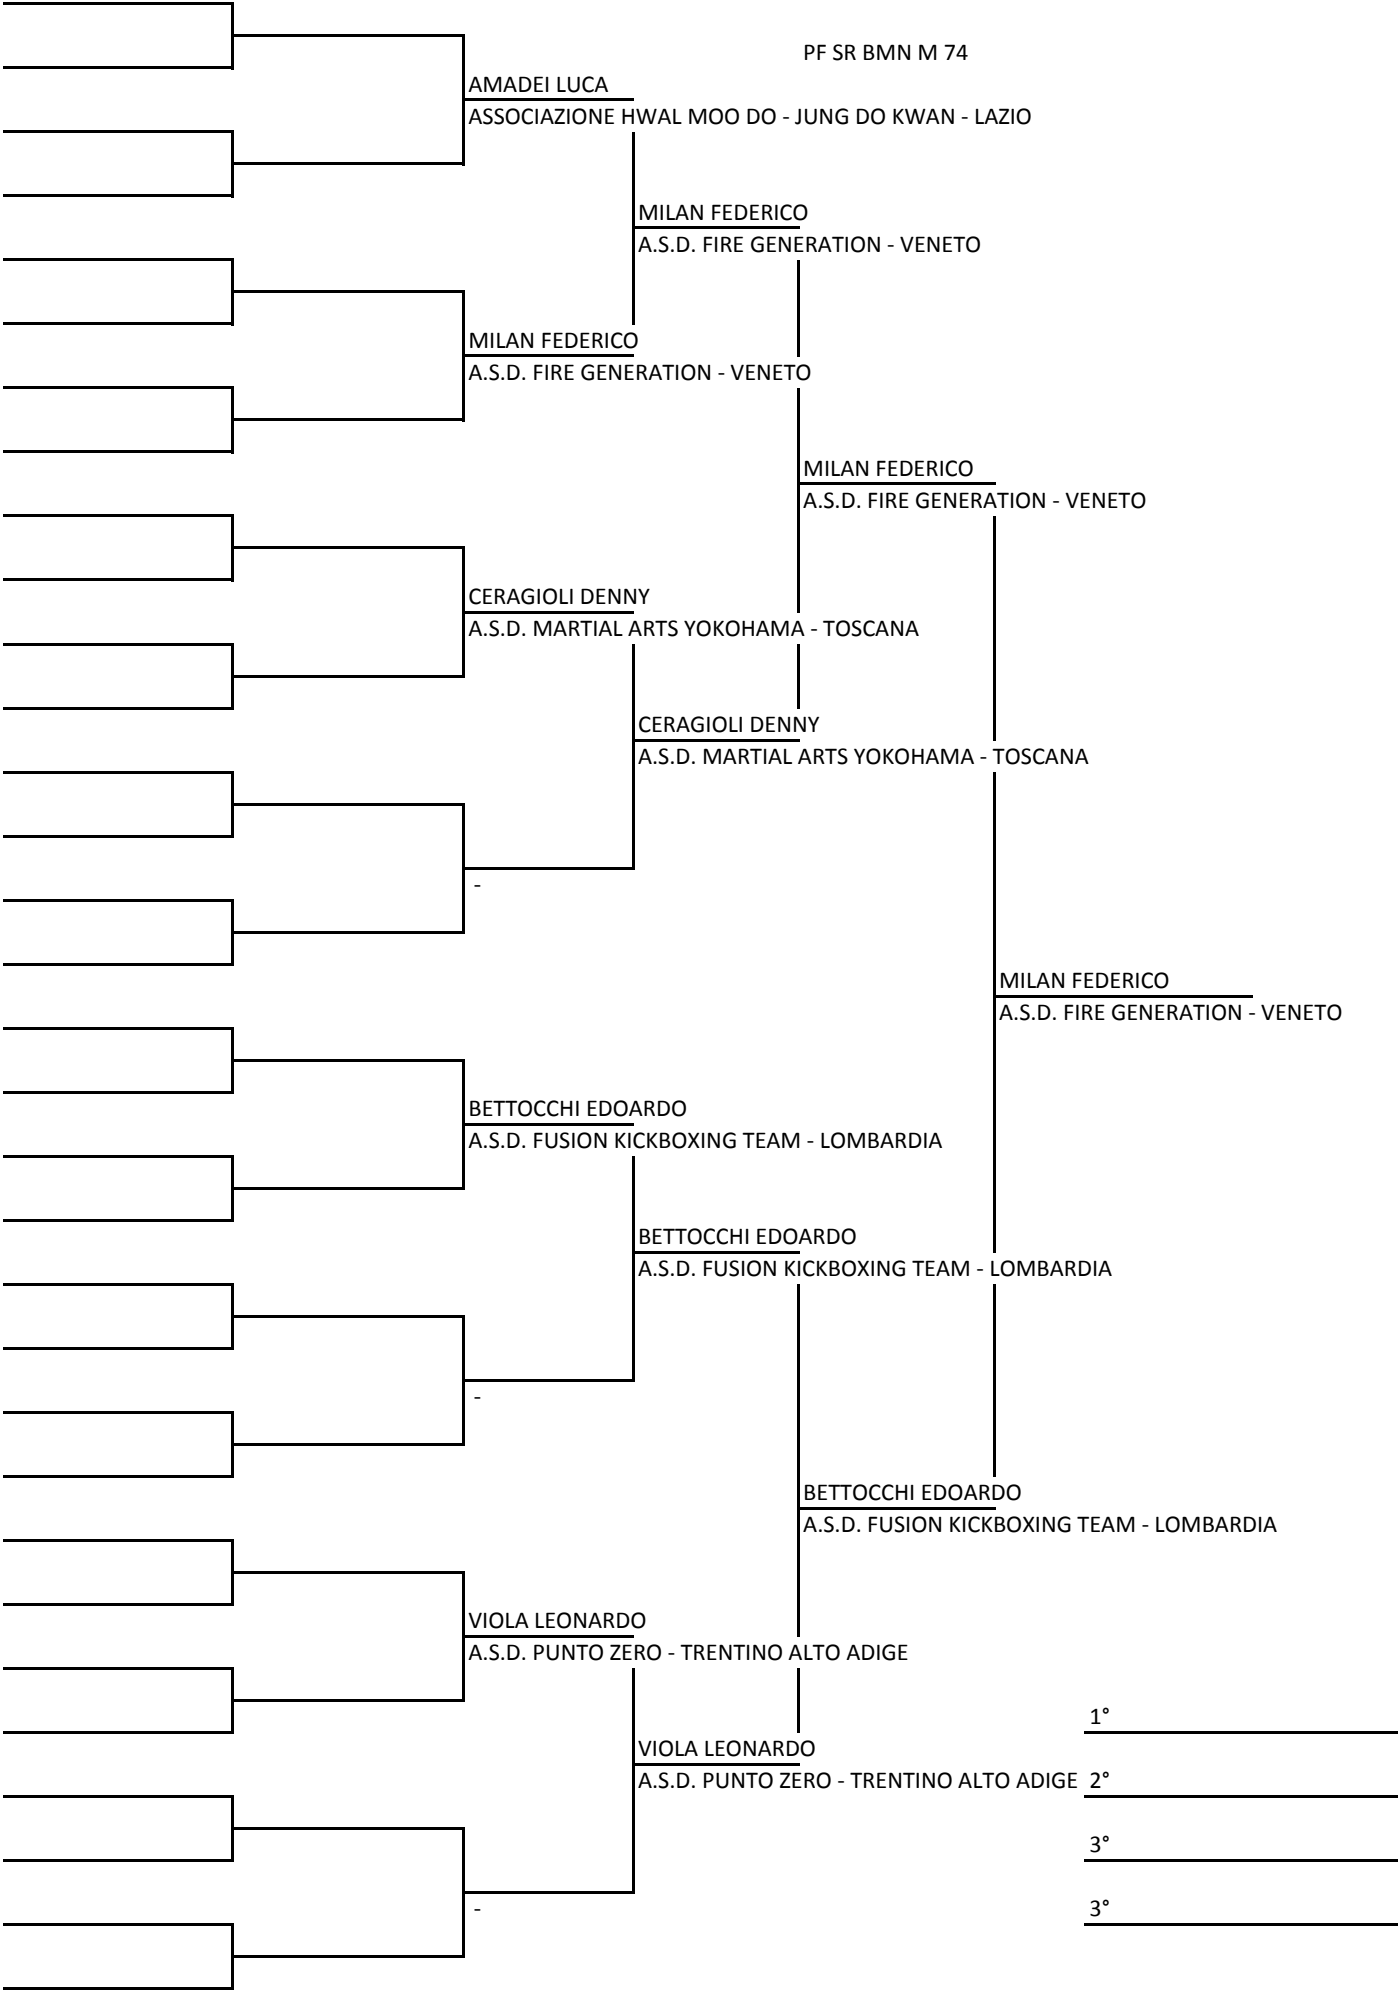 PF SR BMN M 74
AMADEI LUCA
ASSOCIAZIONE HWAL MOO DO - JUNG DO KWAN - LAZIO
MILAN FEDERICO
A.S.D. FIRE GENERATION - VENETO
MILAN FEDERICO
A.S.D. FIRE GENERATION - VENETO
MILAN FEDERICO
A.S.D. FIRE GENERATION - VENETO
CERAGIOLI DENNY
A.S.D. MARTIAL ARTS YOKOHAMA - TOSCANA
CERAGIOLI DENNY
A.S.D. MARTIAL ARTS YOKOHAMA - TOSCANA
-
MILAN FEDERICO
A.S.D. FIRE GENERATION - VENETO
BETTOCCHI EDOARDO
A.S.D. FUSION KICKBOXING TEAM - LOMBARDIA
BETTOCCHI EDOARDO
A.S.D. FUSION KICKBOXING TEAM - LOMBARDIA
-
BETTOCCHI EDOARDO
A.S.D. FUSION KICKBOXING TEAM - LOMBARDIA
VIOLA LEONARDO
A.S.D. PUNTO ZERO - TRENTINO ALTO ADIGE
1°
VIOLA LEONARDO
A.S.D. PUNTO ZERO - TRENTINO ALTO ADIGE 2°
3°
-
3°